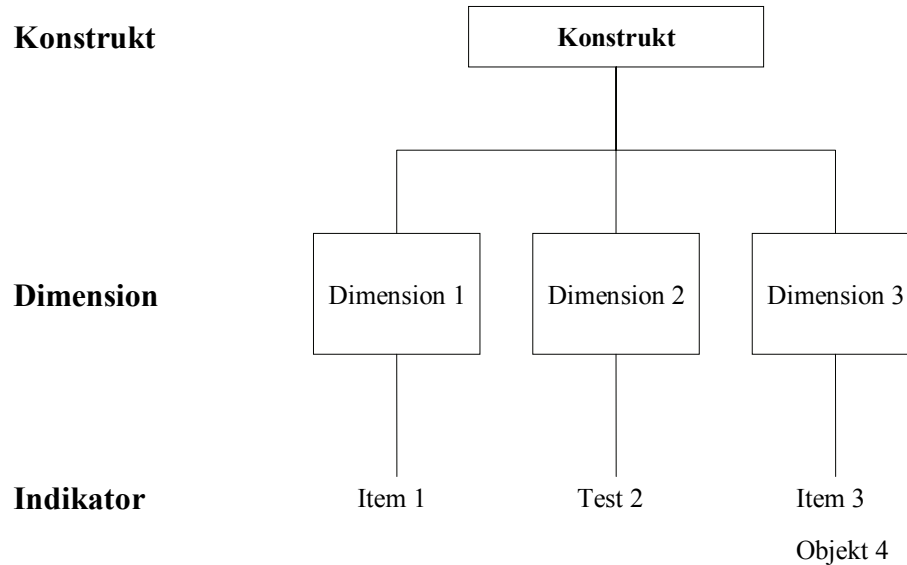 Konstrukt Konstrukt
Dimension Dimension 1 Dimension 2 Dimension 3
Indikator Item 1 Test 2 Item 3
Objekt 4